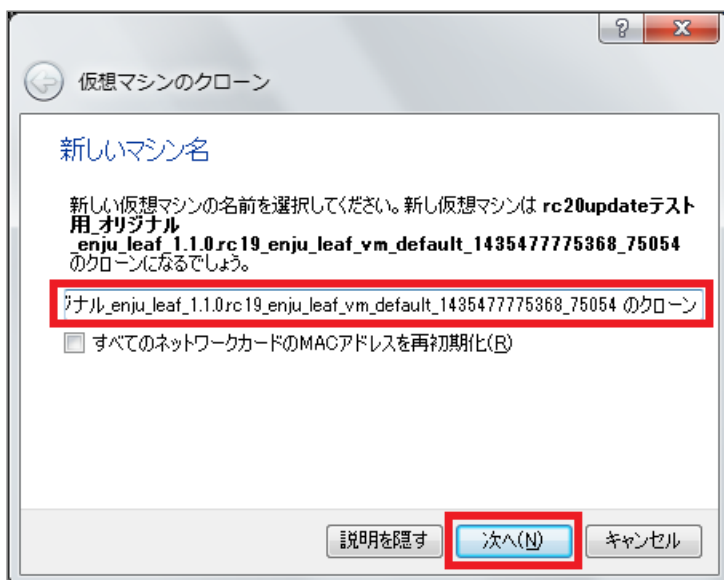 仮想マシンのクローン
新しいマシン名
新しい仮想マシンの名前を選択してください。新し仮想マシンは rc20updateテスト
用_オリジナル
_enju_leaf_1.1.0.rc19_enju_leaf_vm_default_1435477775368_75054
のクローンになるでしょう。
ジナル_enju_leaf_1.1.0.rc19_enju_leaf_vm_default_1435477775368_75054 のクローン
すべてのネットワークカードのMACアドレスを再初期化(R)
説明を隠す 次へ(N) キャンセル